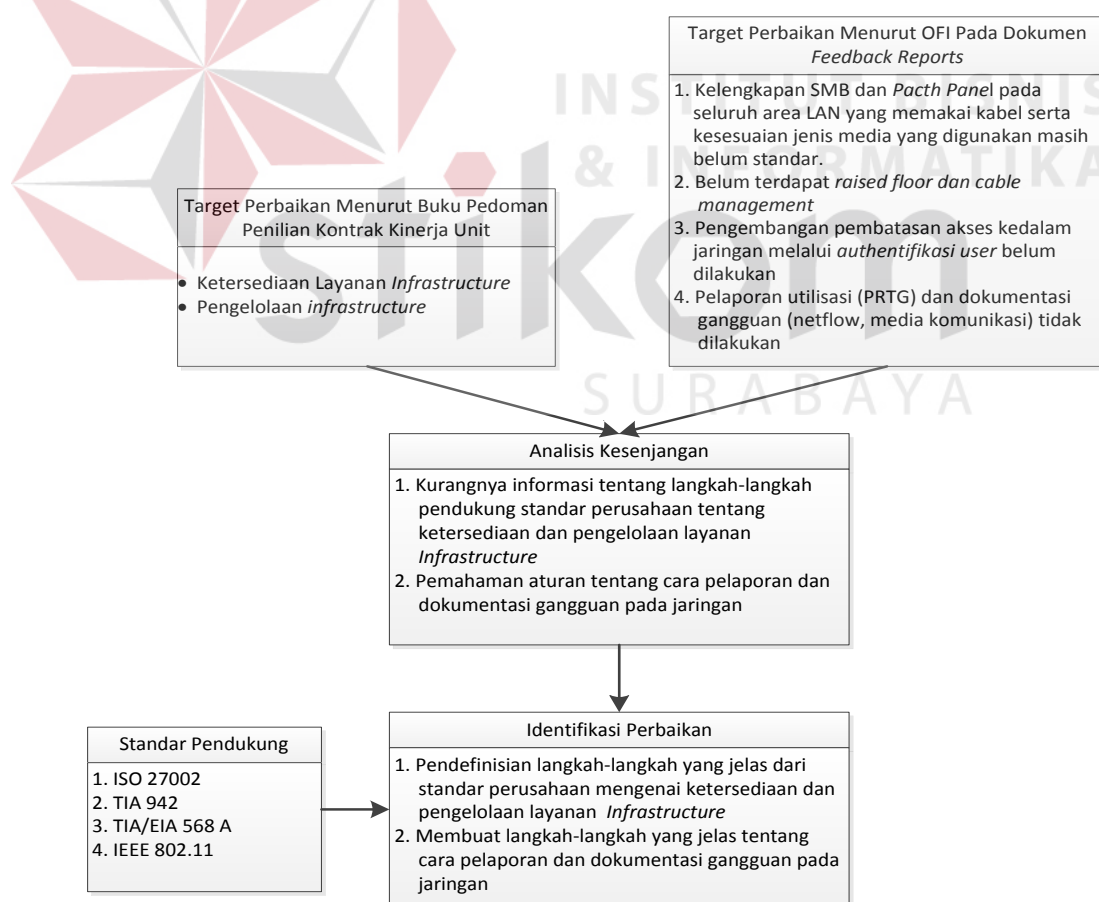 Target Perbaikan Menurut OFI Pada Dokumen
Feedback Reports
1. Kelengkapan SMB dan Pacth Panel pada
seluruh area LAN yang memakai kabel serta
kesesuaian jenis media yang digunakan masih
belum standar.
2. Belum terdapat raised floor dan cable
management
3. Pengembangan pembatasan akses kedalam
jaringan melalui authentifikasi user belum
dilakukan
4. Pelaporan utilisasi (PRTG) dan dokumentasi
gangguan (netflow, media komunikasi) tidak
dilakukan
Target Perbaikan Menurut Buku Pedoman
Penilian Kontrak Kinerja Unit
• Ketersediaan Layanan Infrastructure
• Pengelolaan infrastructure
INSTITUT BISNIS
& INFORMATIKA
stikom
SURABAYA
Analisis Kesenjangan
1. Kurangnya informasi tentang langkah-langkah
pendukung standar perusahaan tentang
ketersediaan dan pengelolaan layanan
Infrastructure
2. Pemahaman aturan tentang cara pelaporan dan
dokumentasi gangguan pada jaringan
Standar Pendukung
1. ISO 27002
2. TIA 942
3. TIA/EIA 568 A
4. IEEE 802.11
Identifikasi Perbaikan
1. Pendefinisian langkah-langkah yang jelas dari
standar perusahaan mengenai ketersediaan dan
pengelolaan layanan Infrastructure
2. Membuat langkah-langkah yang jelas tentang
cara pelaporan dan dokumentasi gangguan pada
jaringan